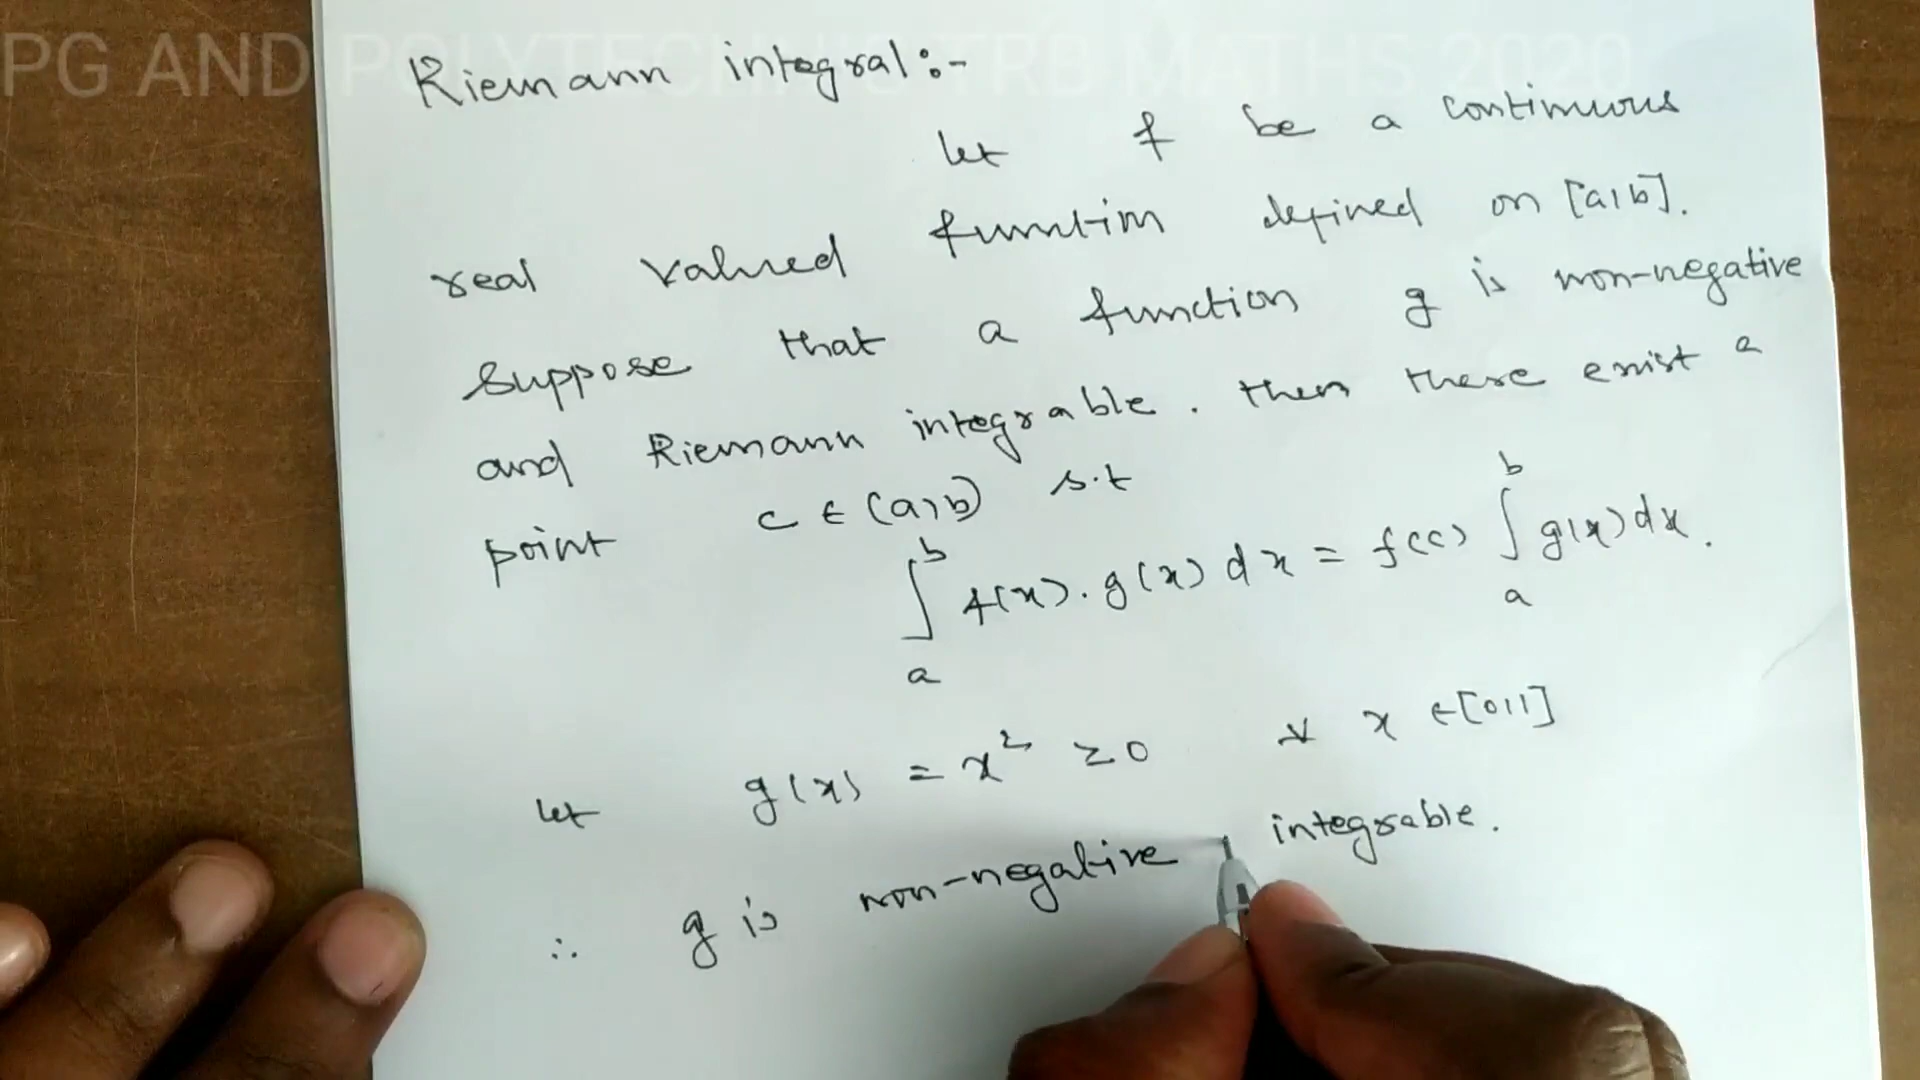 PG AND POLYTECHNIC TRB MATHS 2020
Riemann integral:-
let f be a continuous
real valued function defined on [a,b].
suppose that a function g is non-negative
and Riemann integrable. then there exist a
point c ∈ (a,b) s.t
∫_a^b f(x).g(x) dx = f(c) ∫_a^b g(x) dx.
let g(x) = x² ≥0 ∀ x ∈ [0,1]
∴ g is non-negative integrable.